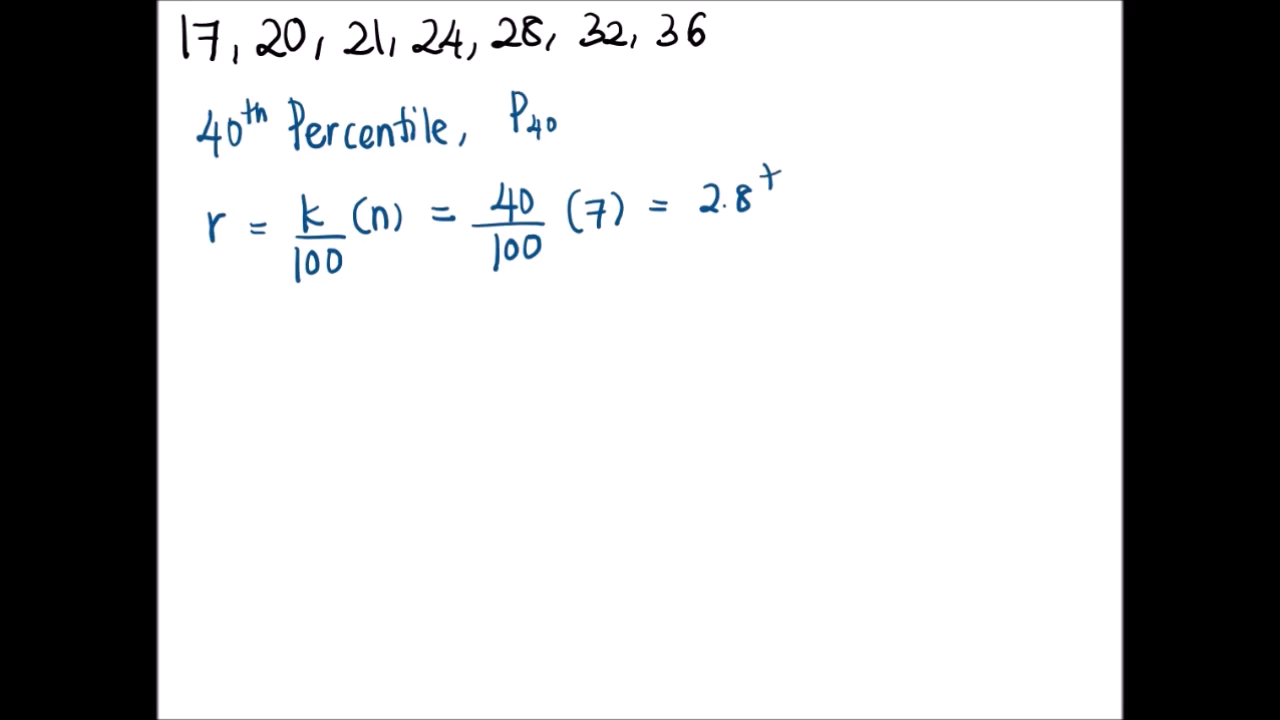 17, 20, 21, 24, 28, 32, 36
40th Percentile, P40
r = k/100 (n) = 40/100 (7) = 2.8+